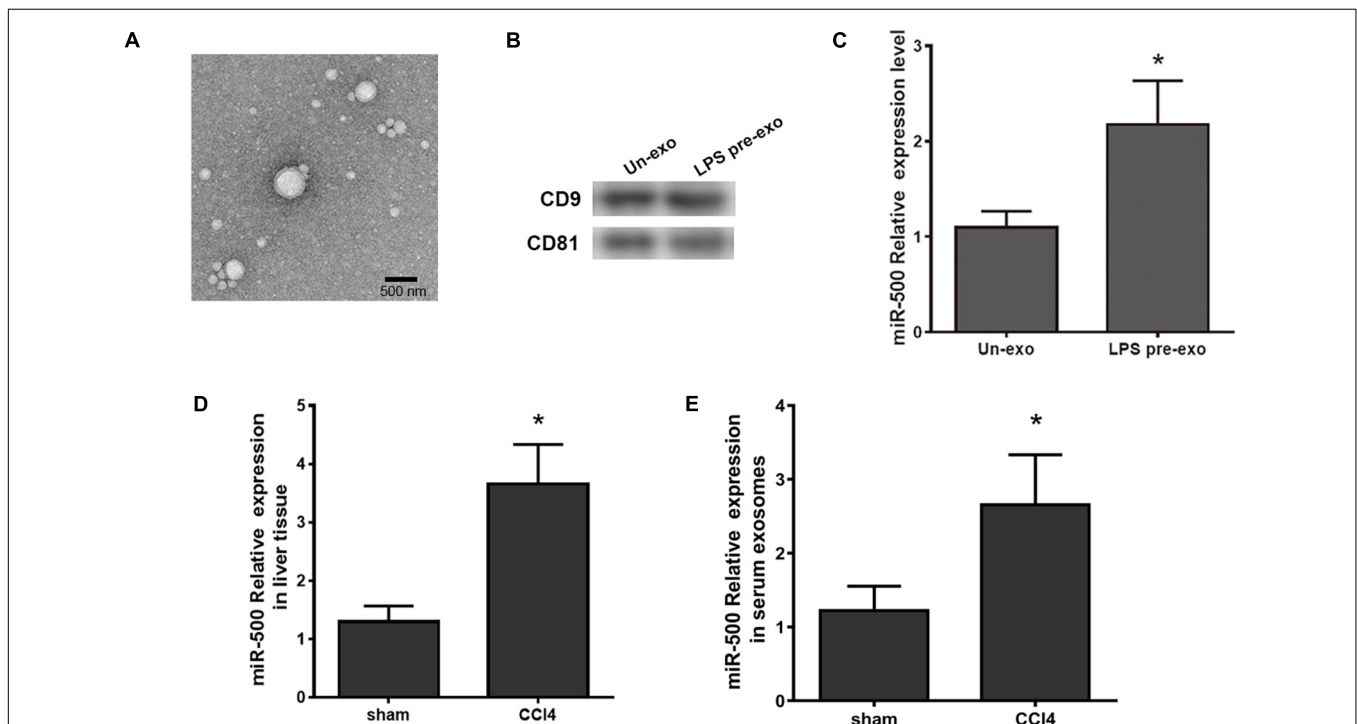 A
500 nm
B
Un-exo
LPS pre-exo
CD9
CD81
C
miR-500 Relative expression level
3
2
1
0
*
Un-exo
LPS pre-exo
D
miR-500 Relative expression
in liver tissue
5
4
3
2
1
0
*
sham
CCl4
E
miR-500 Relative expression
in serum exosomes
4
3
2
1
0
*
sham
CCl4